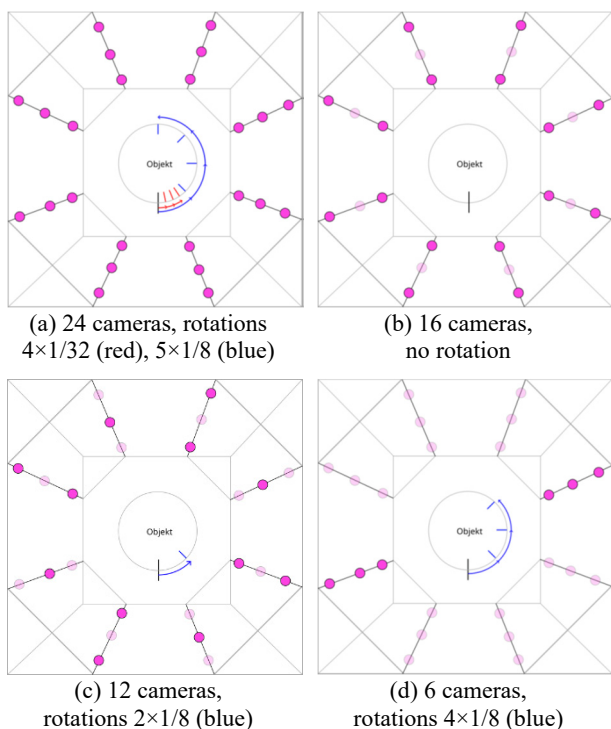 Objekt
Objekt
(a) 24 cameras, rotations
4×1/32 (red), 5×1/8 (blue)
(b) 16 cameras,
no rotation
Objekt
Objekt
(c) 12 cameras,
rotations 2×1/8 (blue)
(d) 6 cameras,
rotations 4×1/8 (blue)